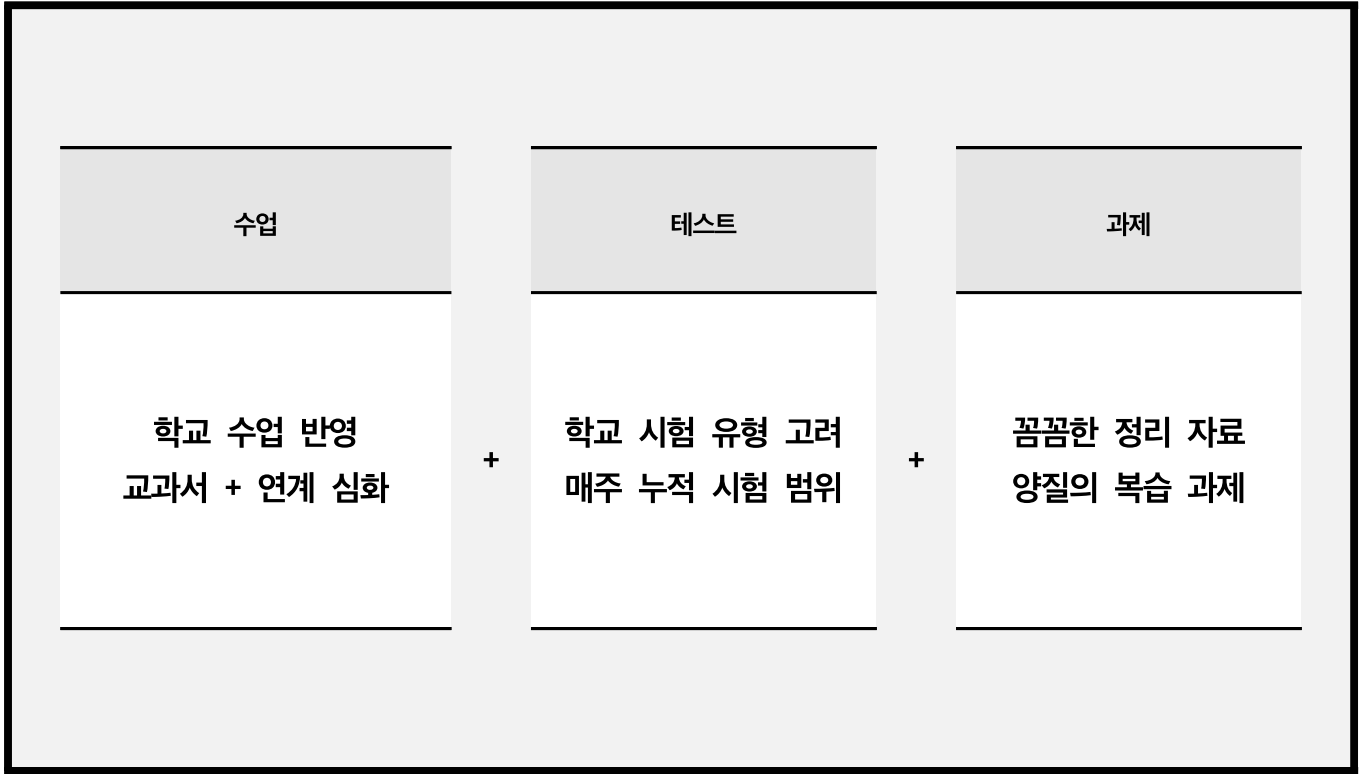 수업
학교 수업 반영
교과서 + 연계 심화
+
테스트
학교 시험 유형 고려
매주 누적 시험 범위
+
과제
꼼꼼한 정리 자료
양질의 복습 과제